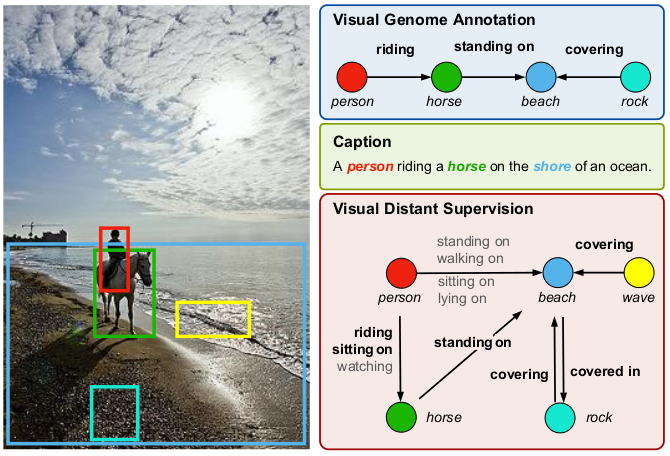 Visual Genome Annotation
riding
standing on
covering
person
horse
beach
rock
Caption
A person riding a horse on the shore of an ocean.
Visual Distant Supervision
standing on
walking on
sitting on
lying on
covering
person
beach
wave
riding
sitting on
watching
standing on
covering
covered in
horse
rock